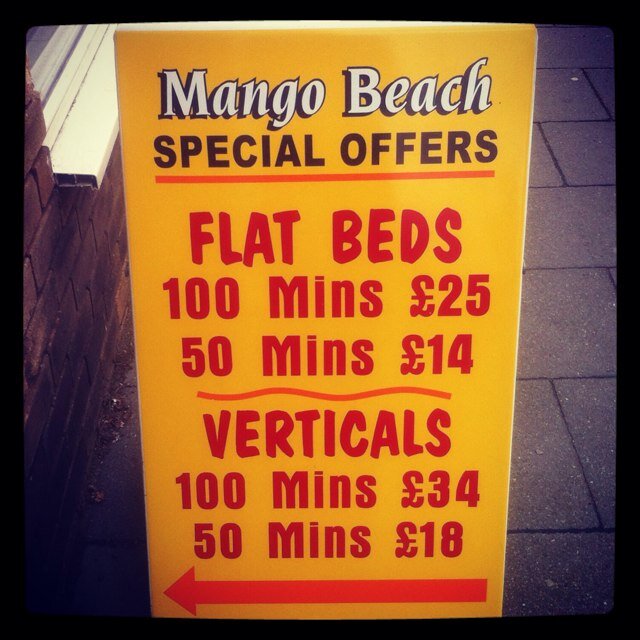 Mango Beach
SPECIAL OFFERS
FLAT BEDS
100 Mins £25
50 Mins £14
VERTICALS
100 Mins £34
50 Mins £18